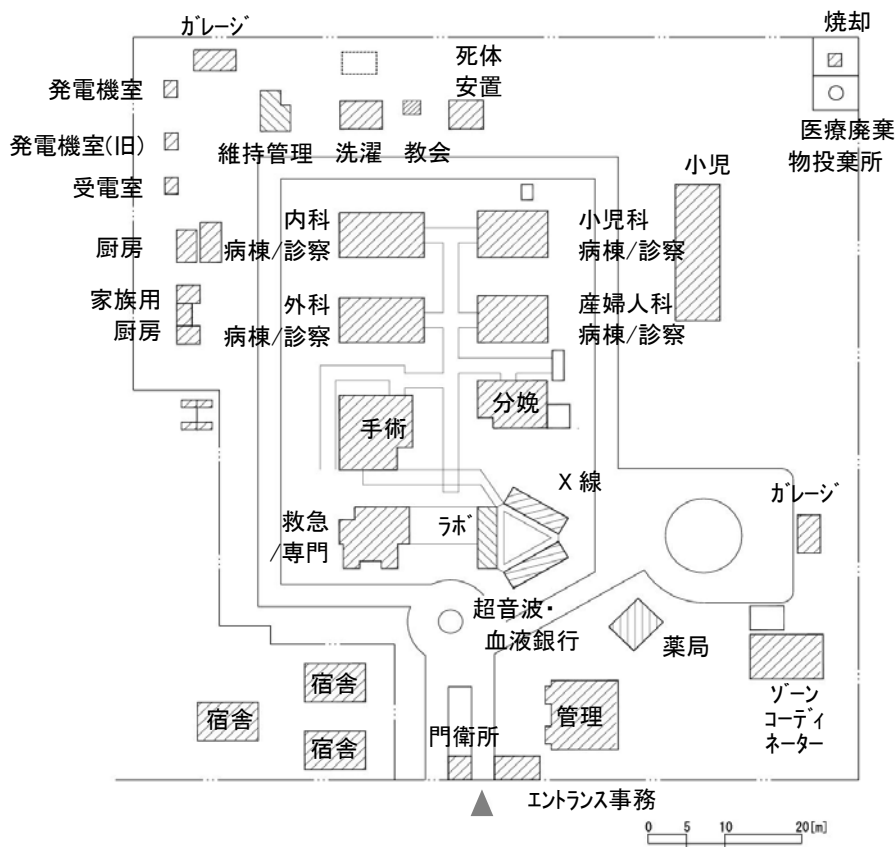 ｶﾞﾚｰｼﾞ
焼却
死体
安置
発電機室
医療廃棄
物投棄所
発電機室(旧)
維持管理
洗濯
教会
小児
受電室
内科
病棟/診察
小児科
病棟/診察
厨房
家族用
厨房
外科
病棟/診察
産婦人科
病棟/診察
分娩
手術
X 線
ｶﾞﾚｰｼﾞ
救急
/専門
ﾗﾎﾞ
超音波・
血液銀行
薬局
宿舎
宿舎
宿舎
門衛所
管理
ｿﾞｰﾝ
ｺｰﾃﾞｨ
ﾈｰﾀｰ
ｴﾝﾄﾗﾝｽ事務
0 5 10 20[m]